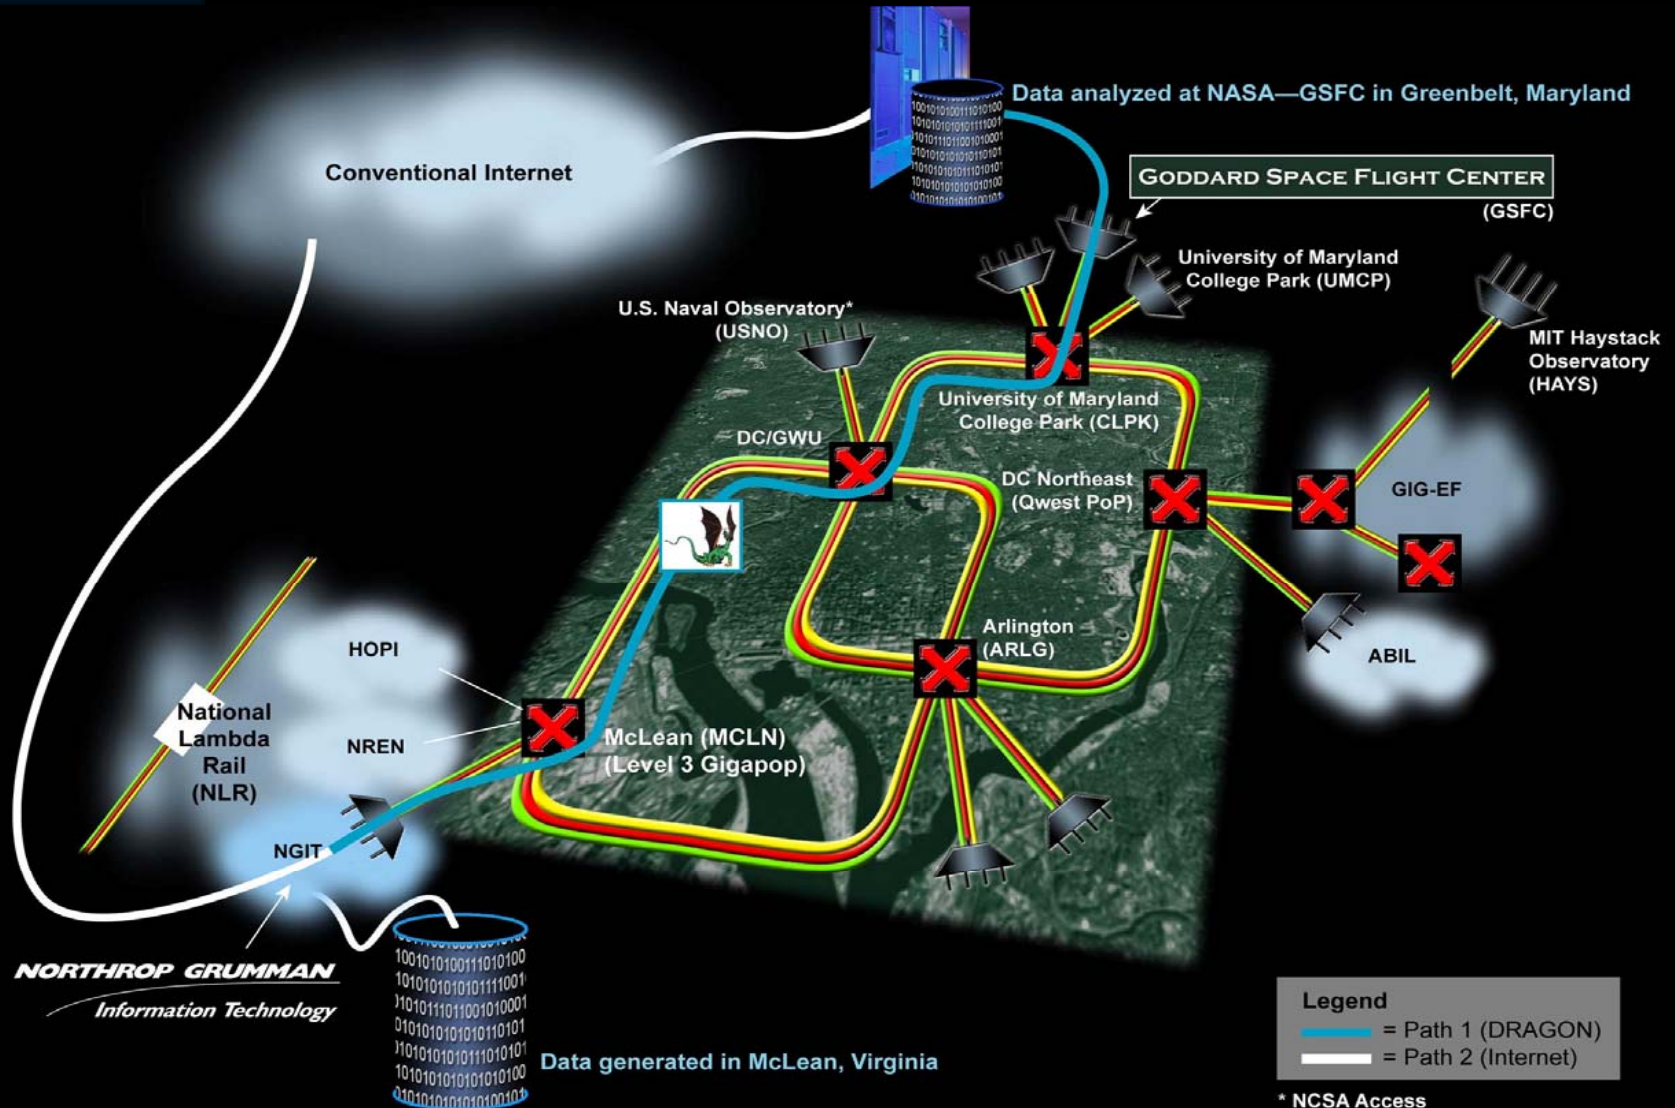 Data analyzed at NASA—GSFC in Greenbelt, Maryland
Conventional Internet
GODDARD SPACE FLIGHT CENTER
(GSFC)
University of Maryland
College Park (UMCP)
U.S. Naval Observatory*
(USNO)
MIT Haystack
Observatory
(HAYS)
University of Maryland
College Park (CLPK)
DC/GWU
DC Northeast
(Qwest PoP)
GIG-EF
Arlington
(ARLG)
ABIL
HOPI
National
Lambda
Rail
(NLR)
NREN
McLean (MCLN)
(Level 3 Gigapop)
NGIT
NORTHROP GRUMMAN
Information Technology
Data generated in McLean, Virginia
Legend
= Path 1 (DRAGON)
= Path 2 (Internet)
* NCSA Access